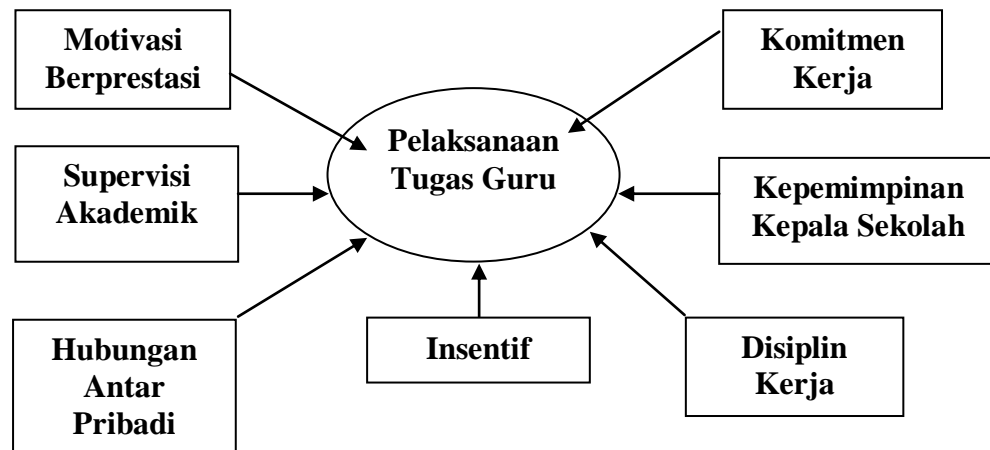 Motivasi
Berprestasi
Komitmen
Kerja
Pelaksanaan
Tugas Guru
Supervisi
Akademik
Kepemimpinan
Kepala Sekolah
Hubungan
Antar
Pribadi
Insentif
Disiplin
Kerja